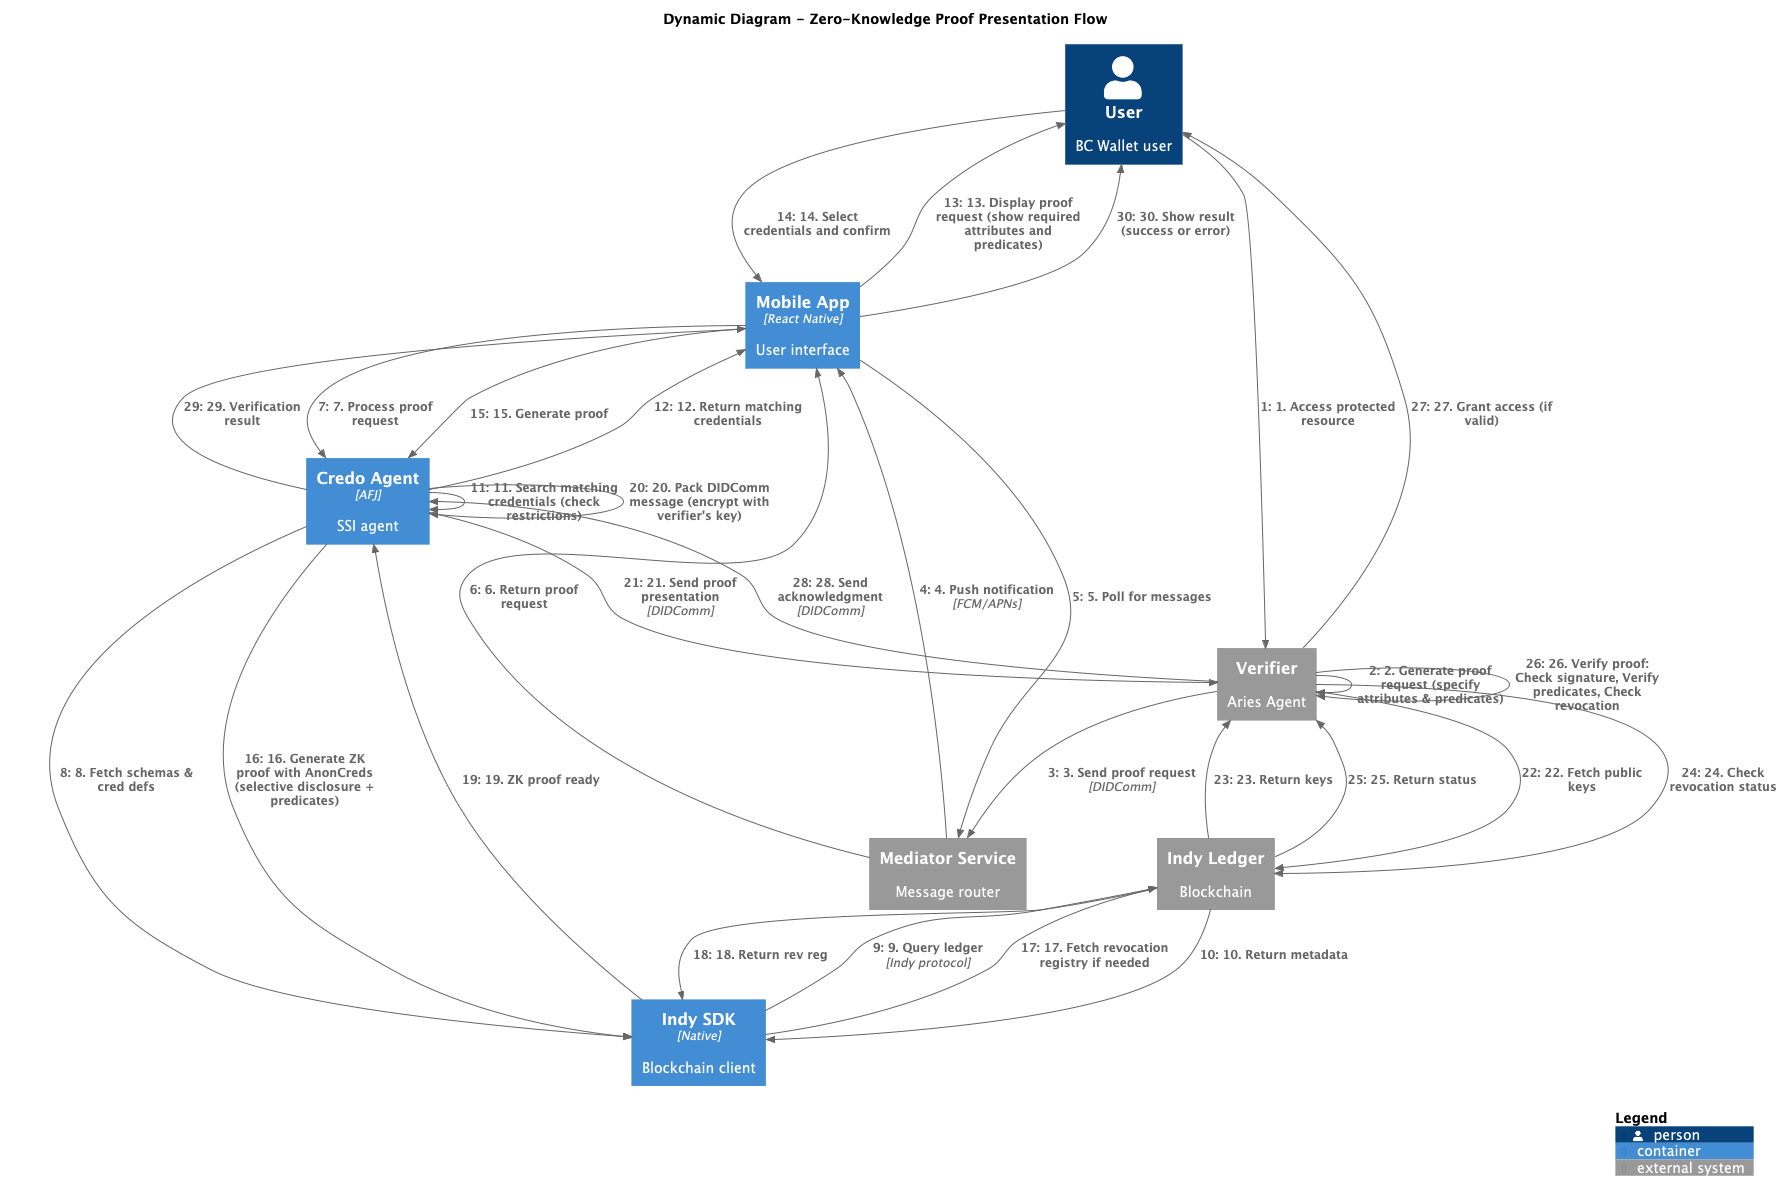 Dynamic Diagram - Zero-Knowledge Proof Presentation Flow
User
BC Wallet user
14: 14. Select
credentials and confirm
13: 13. Display proof
request (show required
attributes and
predicates)
30: 30. Show result
(success or error)
Mobile App
[React Native]
User interface
29: 29. Verification
result
7: 7. Process proof
request
15: 15. Generate proof
12: 12. Return matching
credentials
1: 1. Access protected
resource
27: 27. Grant access (if
valid)
Credo Agent
[AFJ]
SSI agent
11: 11. Search matching
credentials (check
restrictions)
20: 20. Pack DIDComm
message (encrypt with
verifier's key)
6: 6. Return proof
request
21: 21. Send proof
presentation
[DIDComm]
28: 28. Send
acknowledgment
[DIDComm]
4: 4. Push notification
[FCM/APNs]
5: 5. Poll for messages
Verifier
Aries Agent
2: 2. Generate proof
request (specify
attributes & predicates)
26: 26. Verify proof:
Check signature, Verify
predicates, Check
revocation
8: 8. Fetch schemas &
cred defs
16: 16. Generate ZK
proof with AnonCreds
(selective disclosure +
predicates)
19: 19. ZK proof ready
3: 3. Send proof request
[DIDComm]
23: 23. Return keys
25: 25. Return status
22: 22. Fetch public
keys
24: 24. Check
revocation status
Mediator Service
Message router
Indy Ledger
Blockchain
18: 18. Return rev reg
9: 9. Query ledger
[Indy protocol]
17: 17. Fetch revocation
registry if needed
10: 10. Return metadata
Indy SDK
[Native]
Blockchain client
Legend
person
container
external system